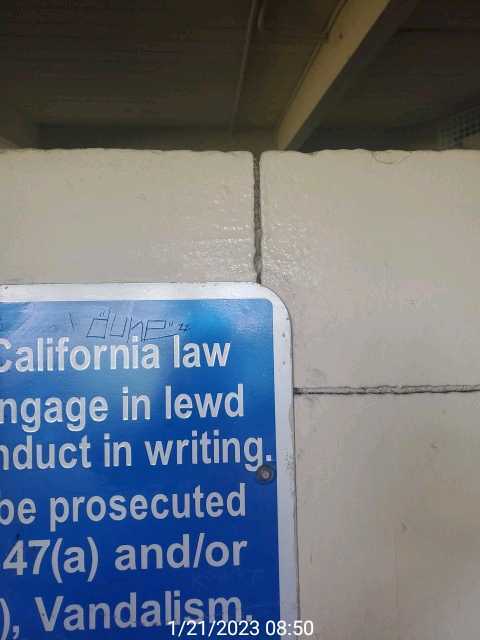 "dune"
California law
ngage in lewd
nduct in writing.
be prosecuted
47(a) and/or
), Vandalism.
1/21/2023 08:50